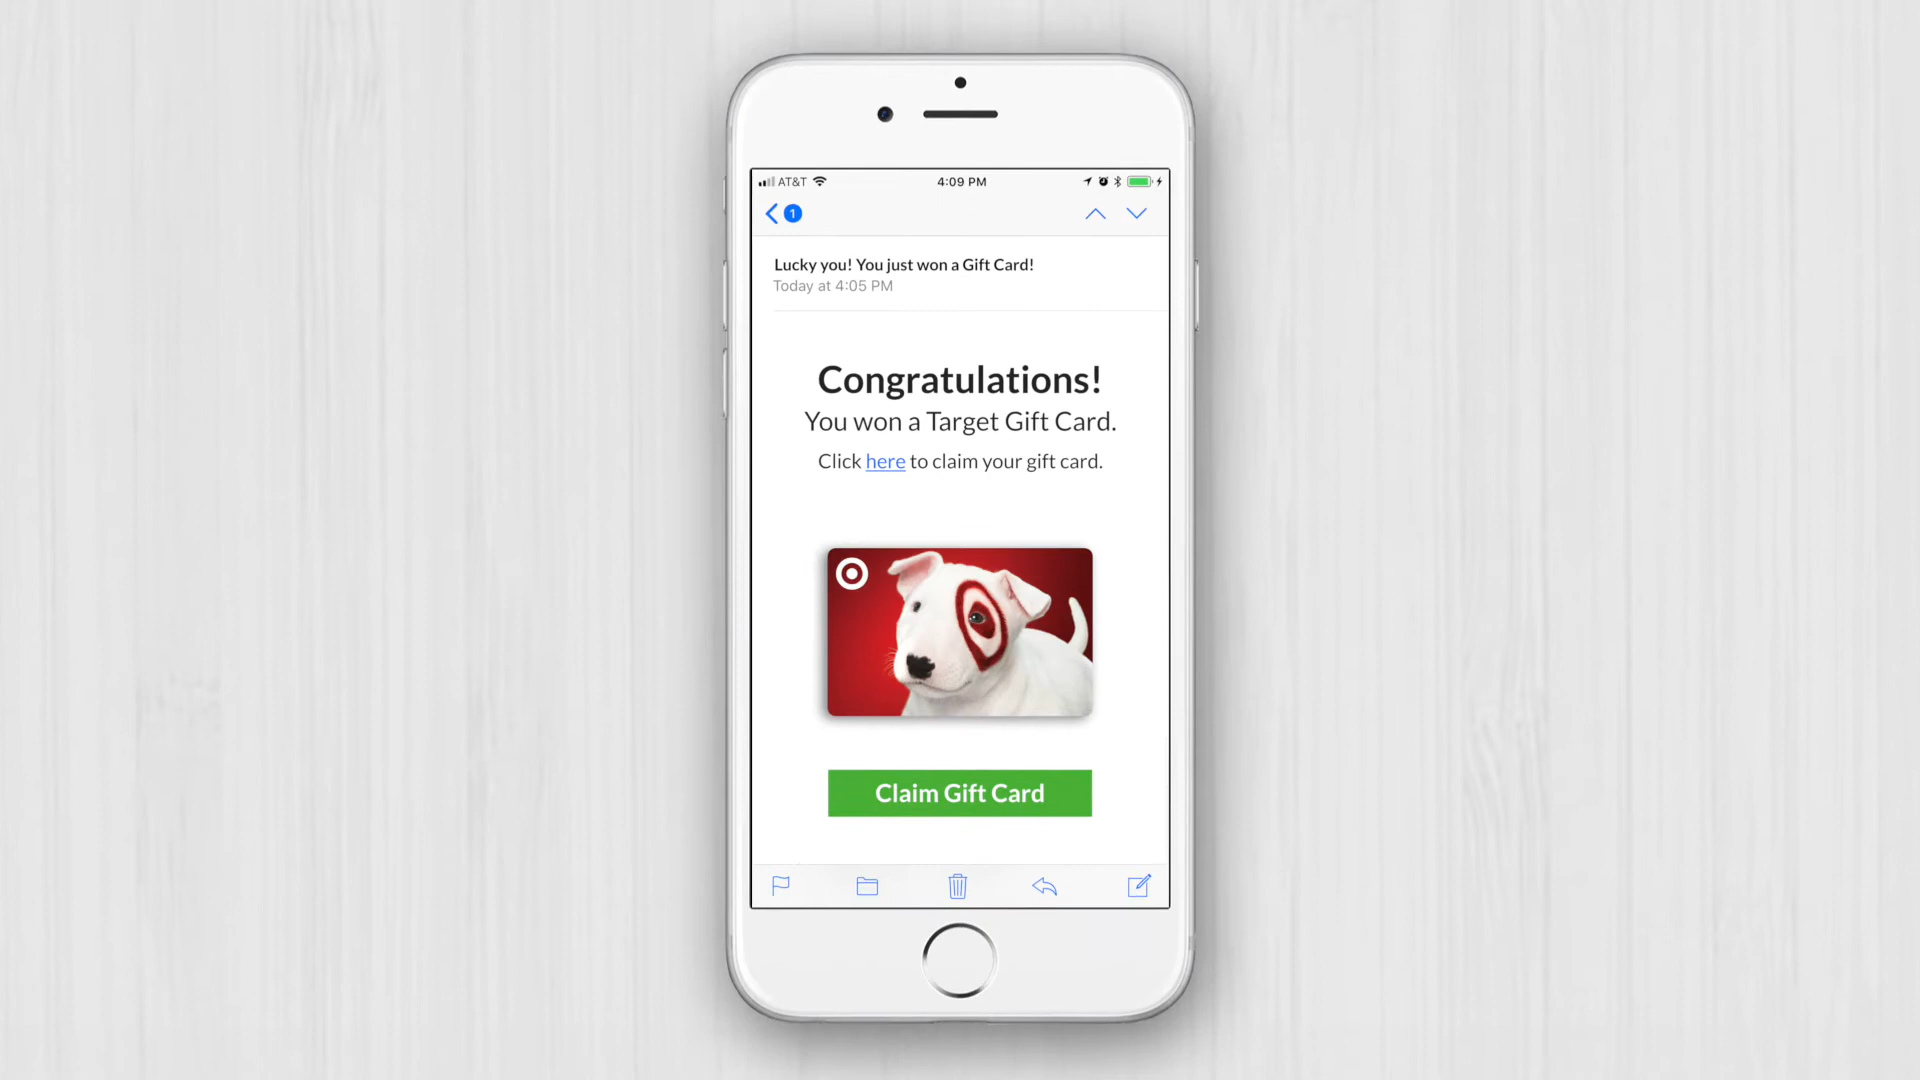 AT&T 4:09 PM
1
Lucky you! You just won a Gift Card!
Today at 4:05 PM
Congratulations!
You won a Target Gift Card.
Click here to claim your gift card.
Claim Gift Card